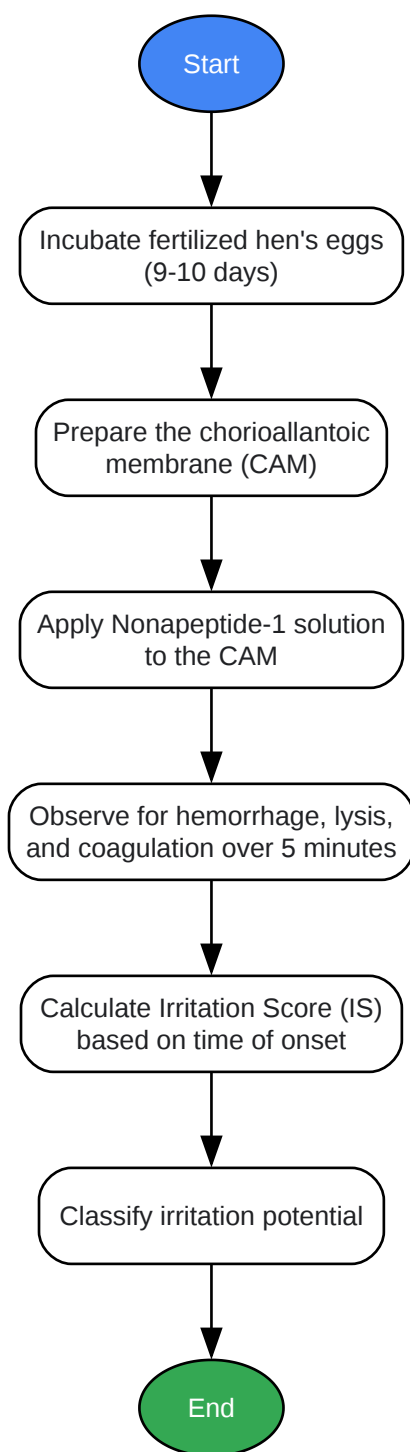 Start
Incubate fertilized hen's eggs
(9-10 days)
Prepare the chorioallantoic
membrane (CAM)
Apply Nonapeptide-1 solution
to the CAM
Observe for hemorrhage, lysis,
and coagulation over 5 minutes
Calculate Irritation Score (IS)
based on time of onset
Classify irritation potential
End